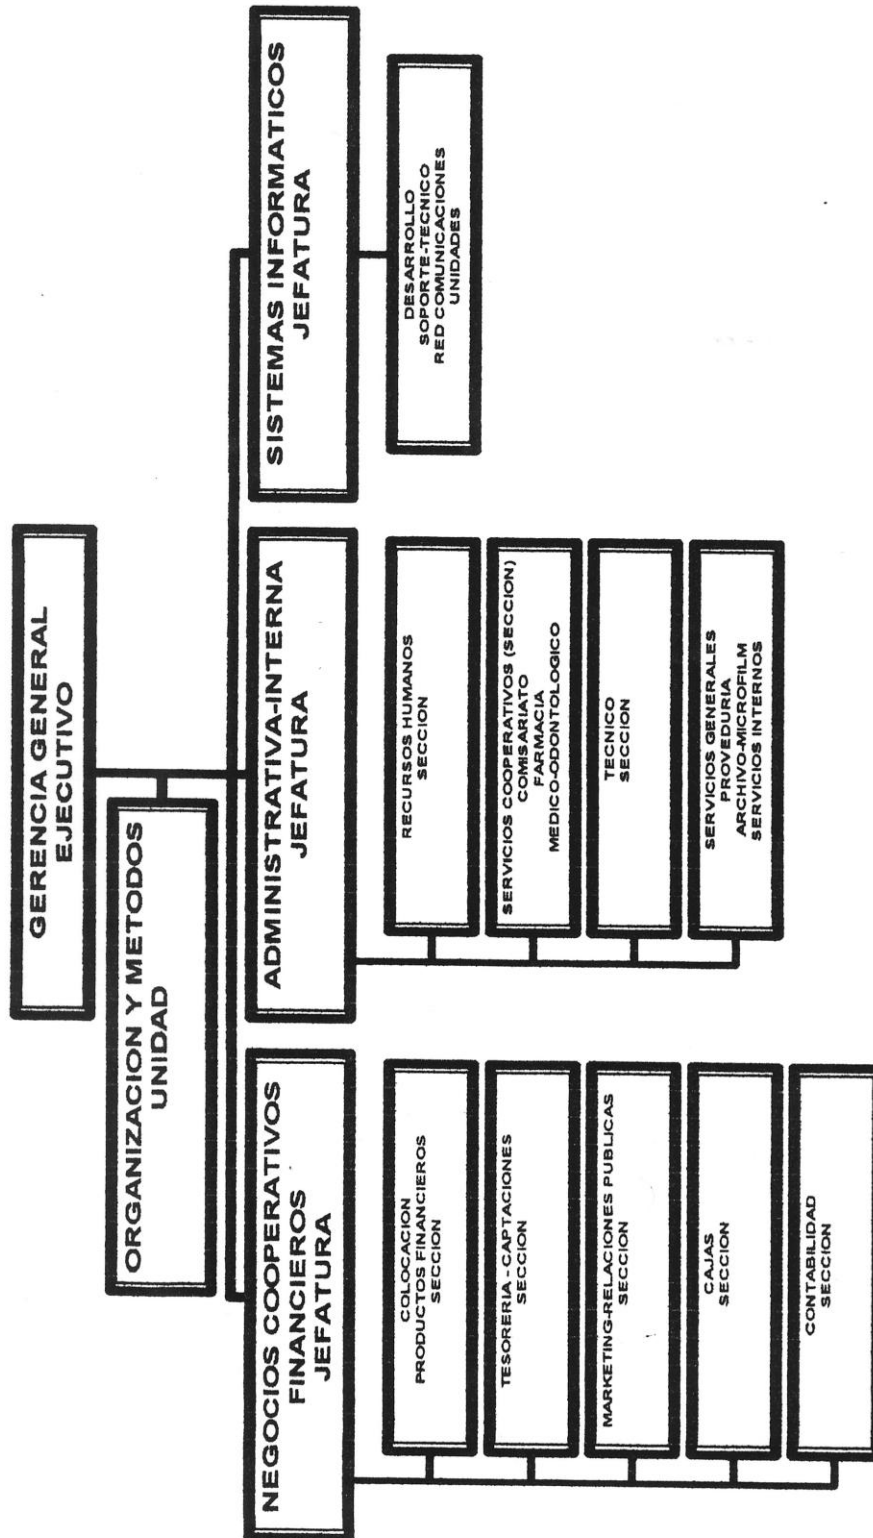 GERENCIA GENERAL
EJECUTIVO
ORGANIZACION Y METODOS
UNIDAD
NEGOCIOS COOPERATIVOS
FINANCIEROS
JEFATURA
COLOCACION
PRODUCTOS FINANCIEROS
SECCION
TESORERIA - CAPTACIONES
SECCION
MARKETING-RELACIONES PUBLICAS
SECCION
CAJAS
SECCION
CONTABILIDAD
SECCION
ADMINISTRATIVA-INTERNA
JEFATURA
RECURSOS HUMANOS
SECCION
SERVICIOS COOPERATIVOS (SECCION)
COMISARIATO
FARMACIA
MEDICO-ODONTOLOGICO
TECNICO
SECCION
SERVICIOS GENERALES
PROVEDURIA
ARCHIVO-MICROFILM
SERVICIOS INTERNOS
SISTEMAS INFORMATICOS
JEFATURA
DESARROLLO
SOPORTE-TECNICO
RED COMUNICACIONES
UNIDADES